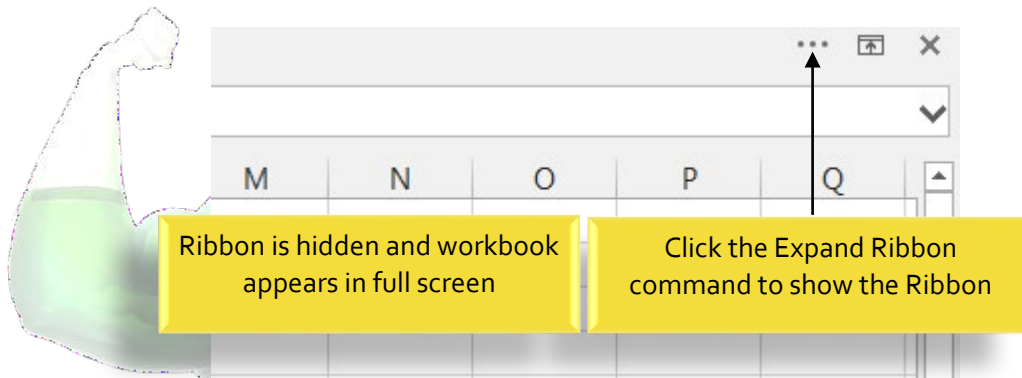 M N O P Q
Ribbon is hidden and workbook
appears in full screen
Click the Expand Ribbon
command to show the Ribbon